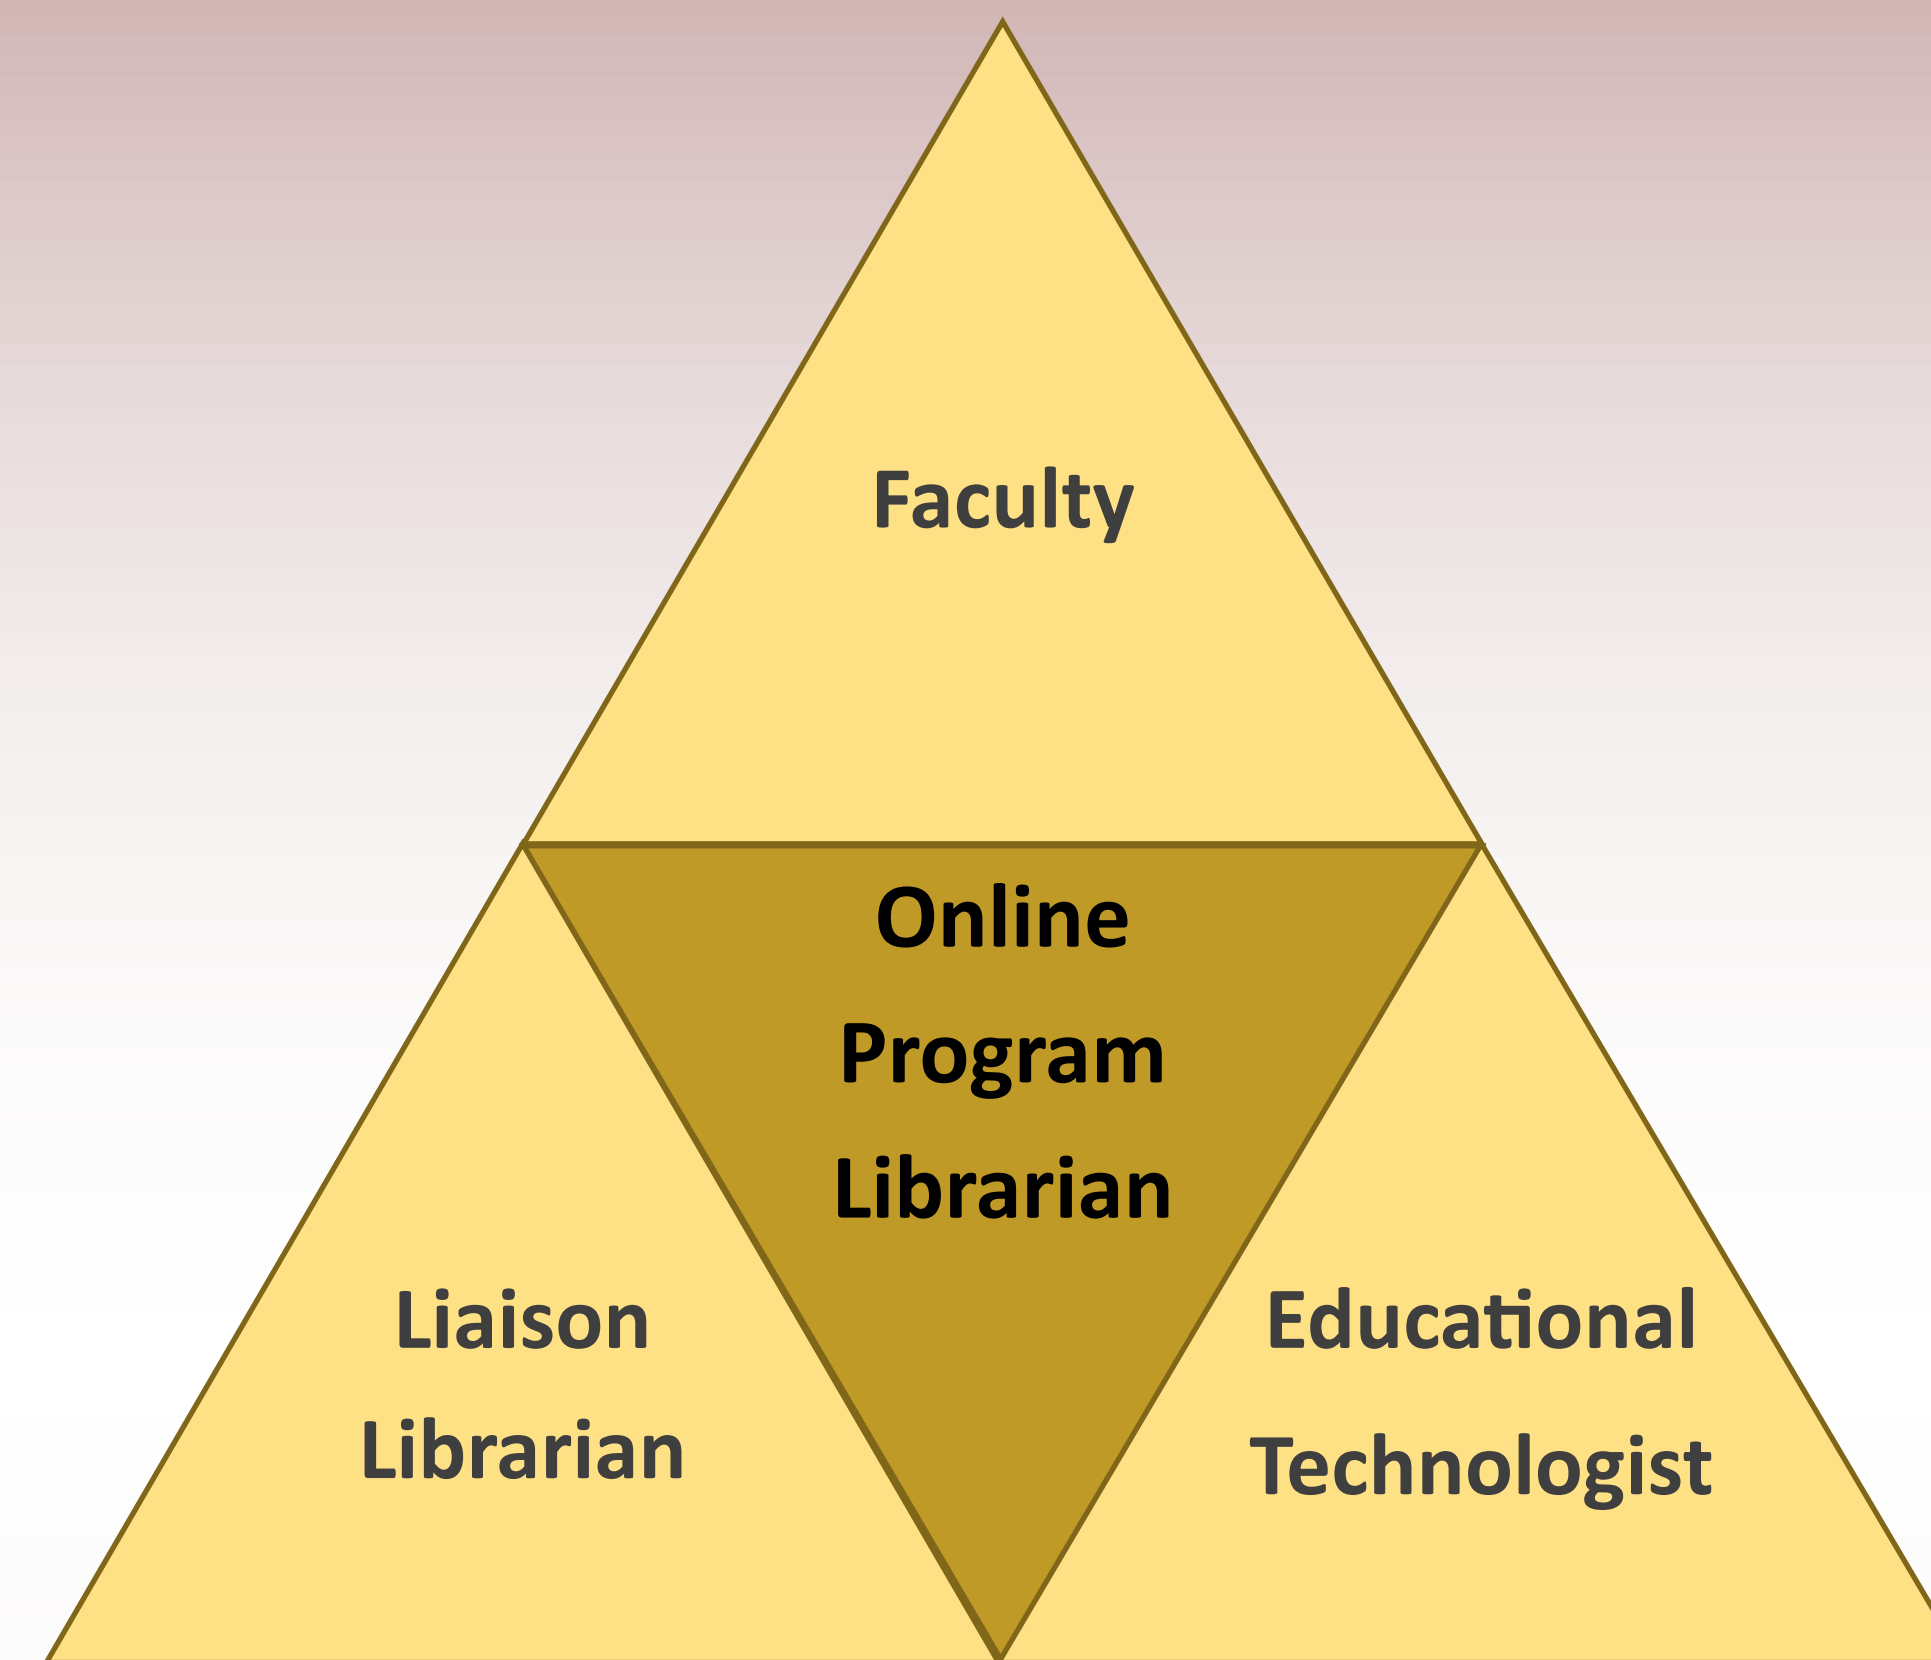 Faculty
Online
Program
Librarian
Liaison
Librarian
Educational
Technologist